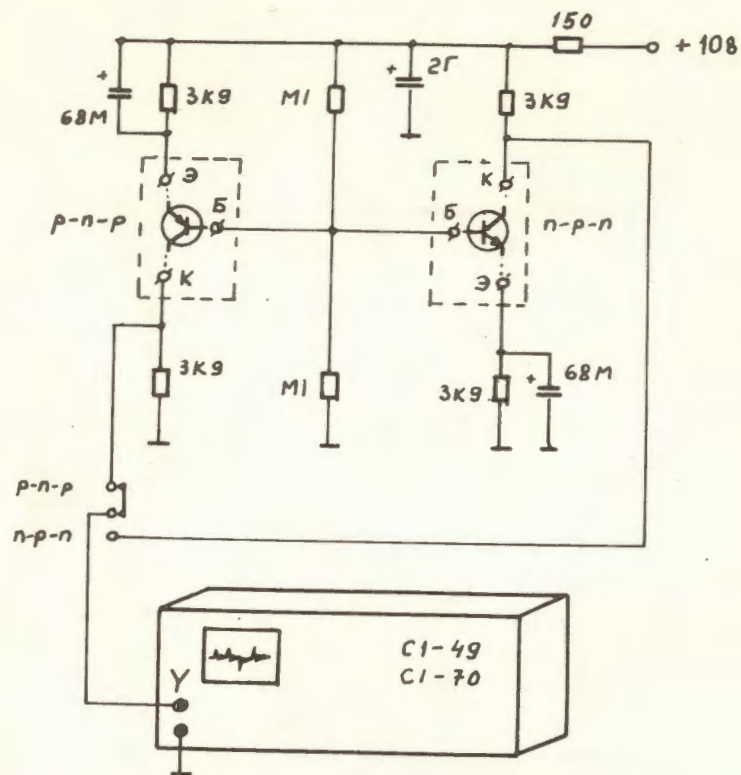 150
+ 10В
+
68М
3К9
М1
+
2Г
3К9
Э
К
p-n-p
Б
Б
n-p-n
К
Э
3К9
М1
3К9
+
68М
p-n-p
n-p-n
С1-49
С1-70
Y